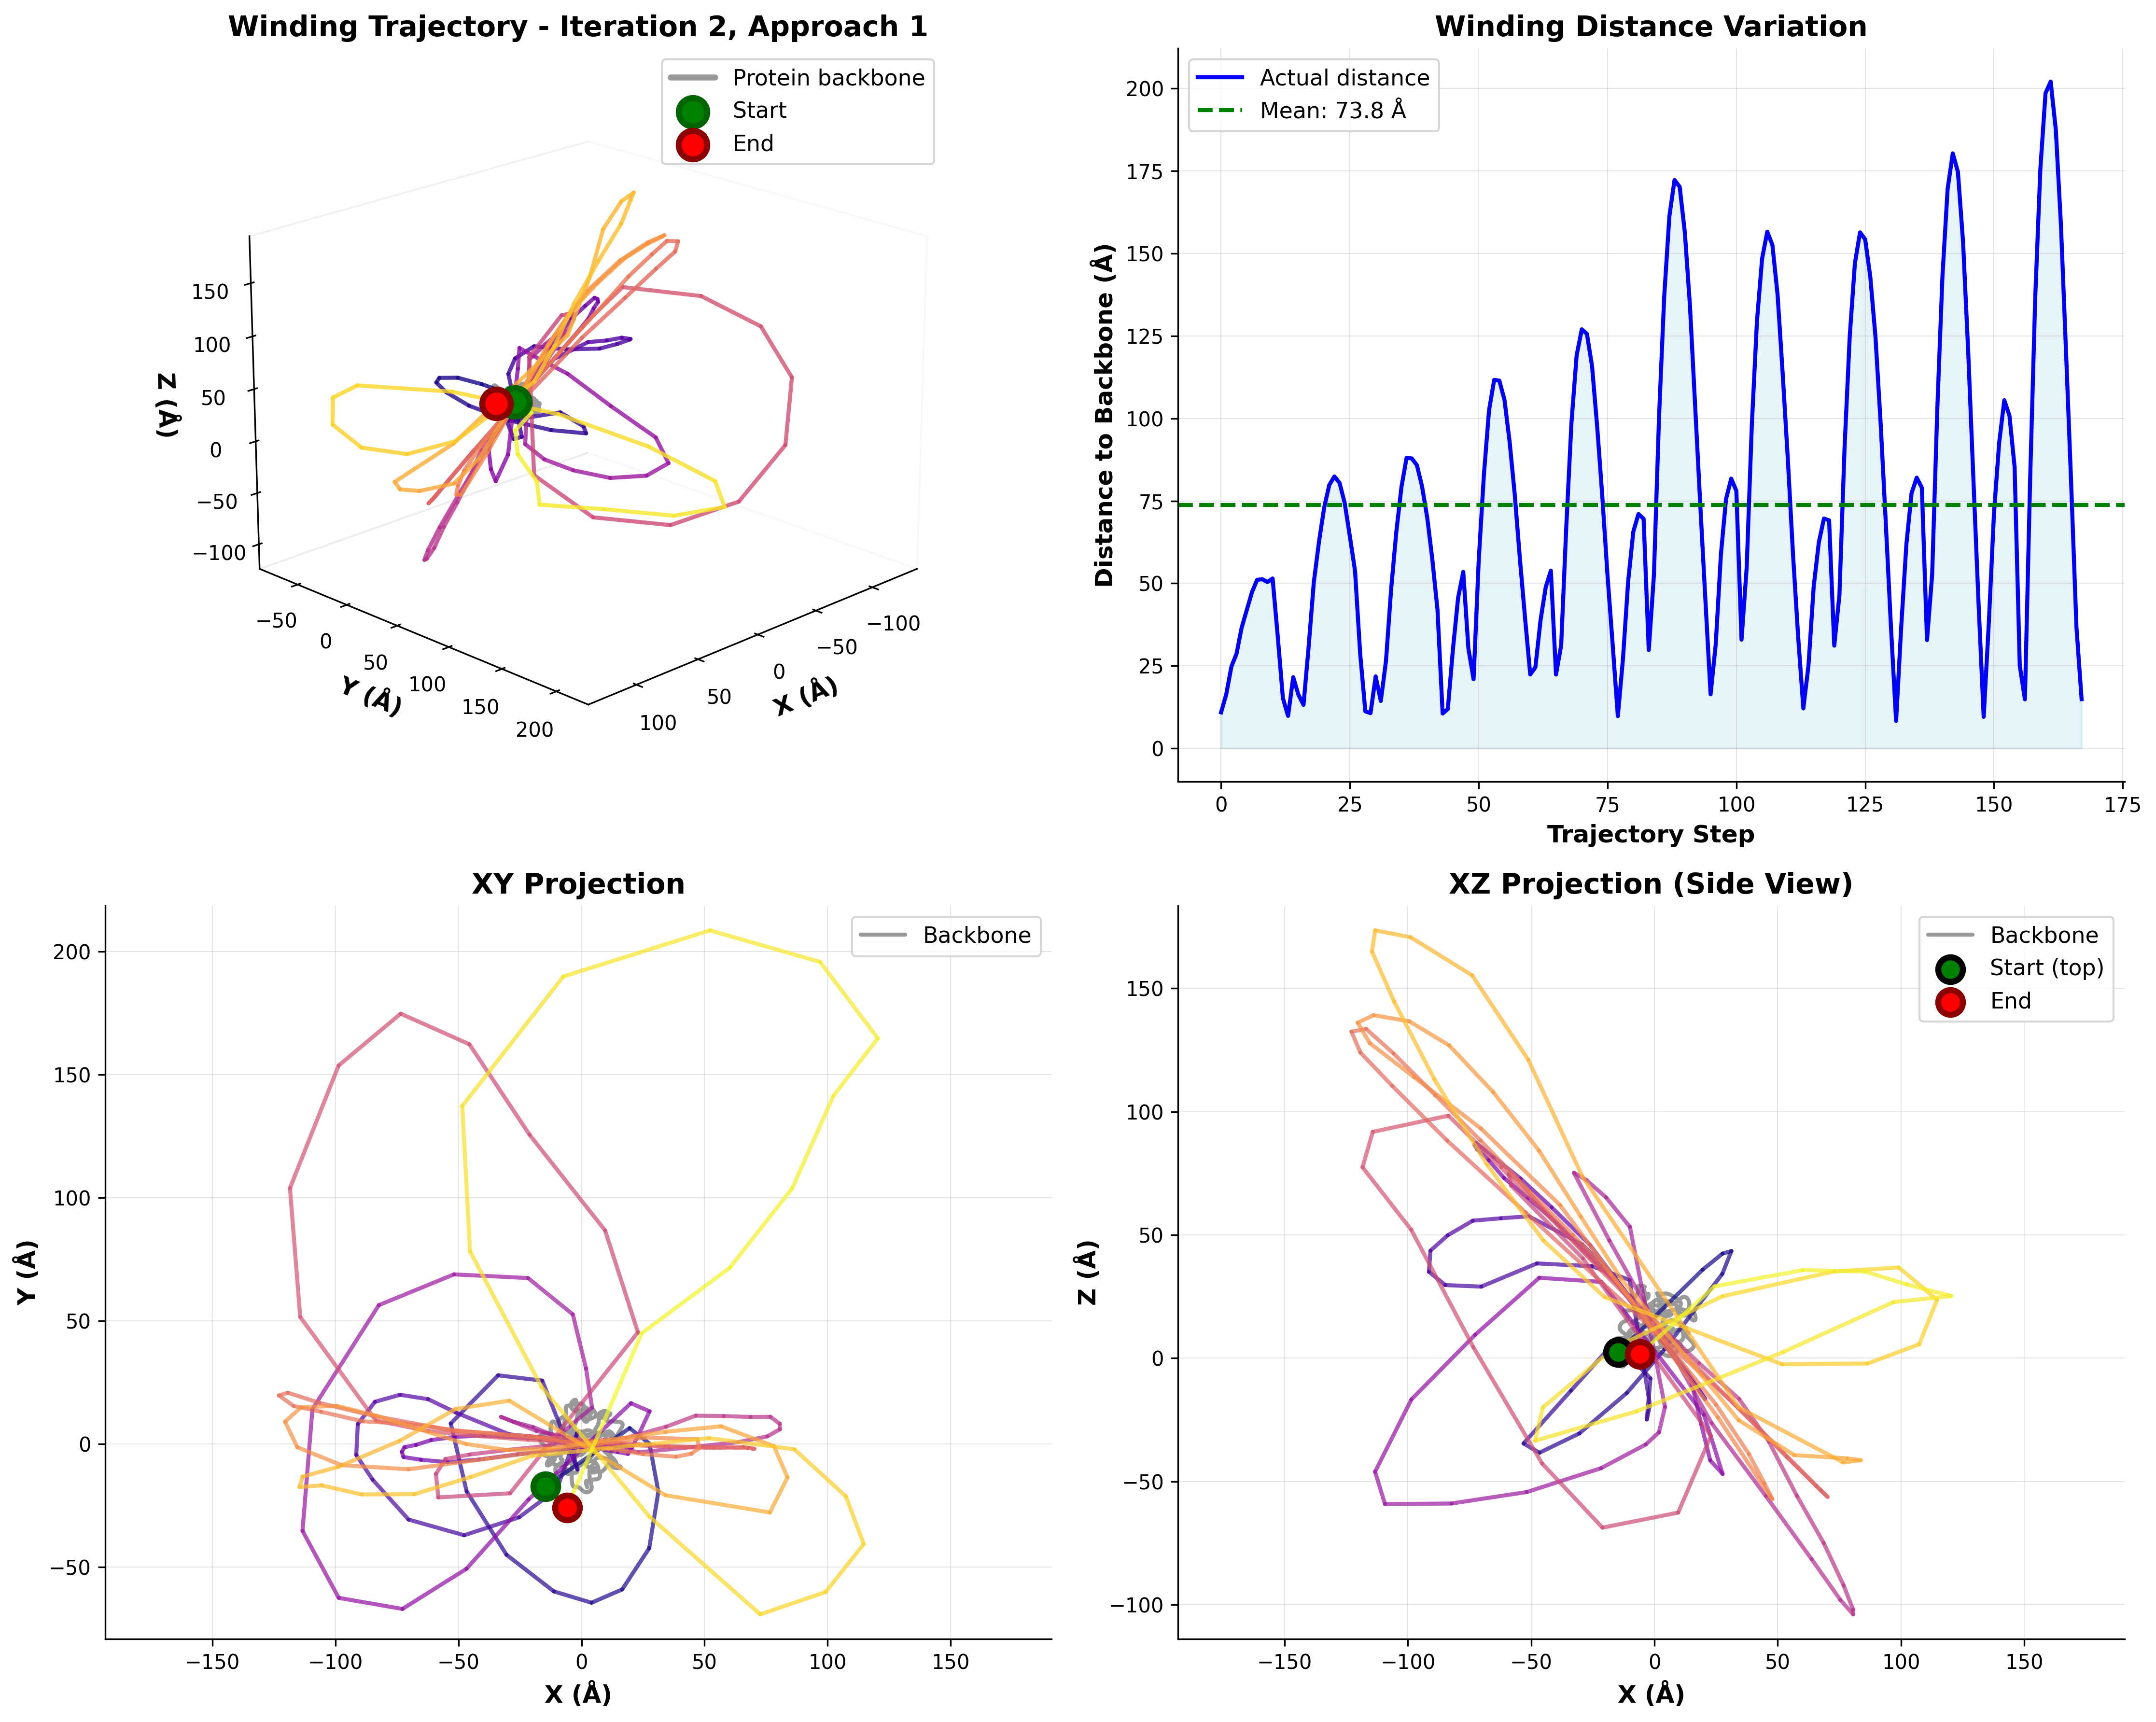 Winding Trajectory - Iteration 2, Approach 1
Protein backbone
Start
End
150
100
50
0
−50
−100
Z (Å)
−50
0
50
100
150
200
Y (Å)
100
50
0
−50
−100
X (Å)
Winding Distance Variation
Actual distance
Mean: 73.8 Å
200
175
150
125
100
75
50
25
0
Distance to Backbone (Å)
0 25 50 75 100 125 150 175
Trajectory Step
XY Projection
Backbone
200
150
100
50
0
−50
Y (Å)
−150 −100 −50 0 50 100 150
X (Å)
XZ Projection (Side View)
Backbone
Start (top)
End
150
100
50
0
−50
−100
Z (Å)
−150 −100 −50 0 50 100 150
X (Å)